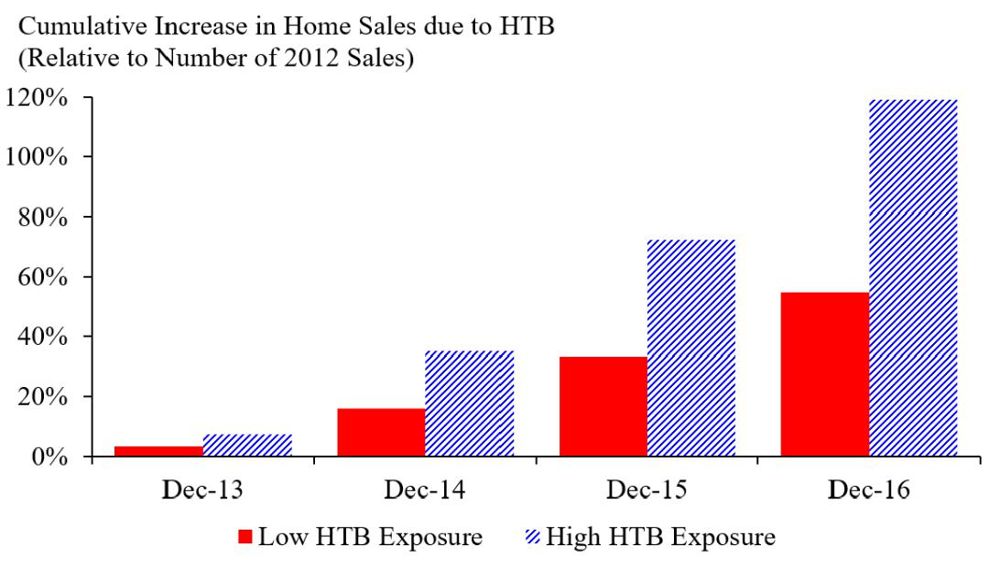 Cumulative Increase in Home Sales due to HTB
(Relative to Number of 2012 Sales)
120%
100%
80%
60%
40%
20%
0%
Dec-13 Dec-14 Dec-15 Dec-16
Low HTB Exposure High HTB Exposure